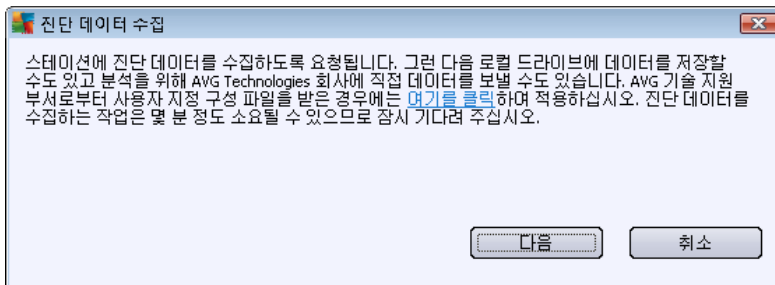 진단 데이터 수집
스테이션에 진단 데이터를 수집하도록 요청됩니다. 그런 다음 로컬 드라이브에 데이터를 저장할
수도 있고 분석을 위해 AVG Technologies 회사에 직접 데이터를 보낼 수도 있습니다. AVG 기술 지원
부서로부터 사용자 지정 구성 파일을 받은 경우에는 여기를 클릭하여 적용하십시오. 진단 데이터를
수집하는 작업은 몇 분 정도 소요될 수 있으므로 잠시 기다려 주십시오.
다음 취소